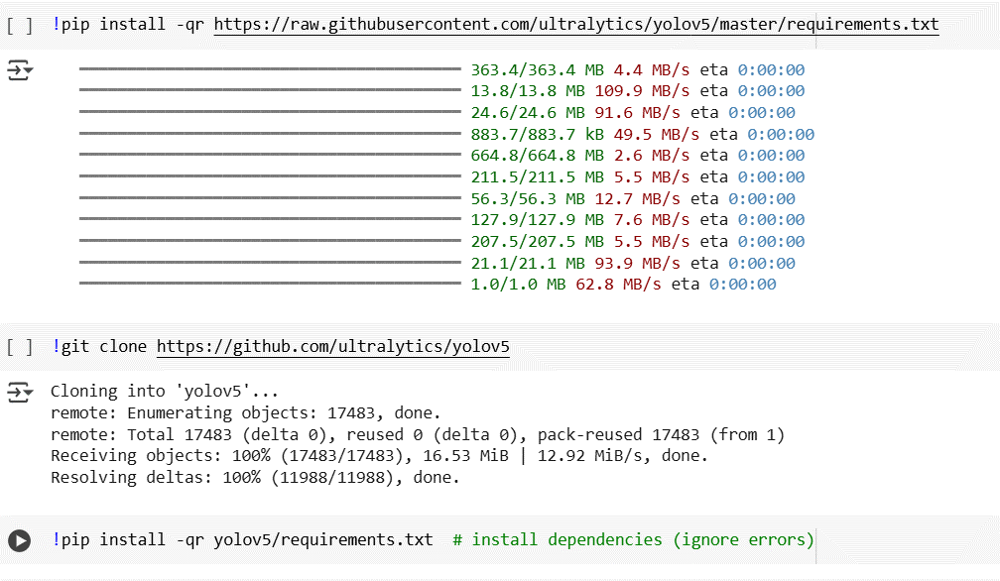 [ ] !pip install -qr https://raw.githubusercontent.com/ultralytics/yolov5/master/requirements.txt
363.4/363.4 MB 4.4 MB/s eta 0:00:00
13.8/13.8 MB 109.9 MB/s eta 0:00:00
24.6/24.6 MB 91.6 MB/s eta 0:00:00
883.7/883.7 kB 49.5 MB/s eta 0:00:00
664.8/664.8 MB 2.6 MB/s eta 0:00:00
211.5/211.5 MB 5.5 MB/s eta 0:00:00
56.3/56.3 MB 12.7 MB/s eta 0:00:00
127.9/127.9 MB 7.6 MB/s eta 0:00:00
207.5/207.5 MB 5.5 MB/s eta 0:00:00
21.1/21.1 MB 93.9 MB/s eta 0:00:00
1.0/1.0 MB 62.8 MB/s eta 0:00:00
[ ] !git clone https://github.com/ultralytics/yolov5
Cloning into 'yolov5'...
remote: Enumerating objects: 17483, done.
remote: Total 17483 (delta 0), reused 0 (delta 0), pack-reused 17483 (from 1)
Receiving objects: 100% (17483/17483), 16.53 MiB | 12.92 MiB/s, done.
Resolving deltas: 100% (11988/11988), done.
!pip install -qr yolov5/requirements.txt  # install dependencies (ignore errors)